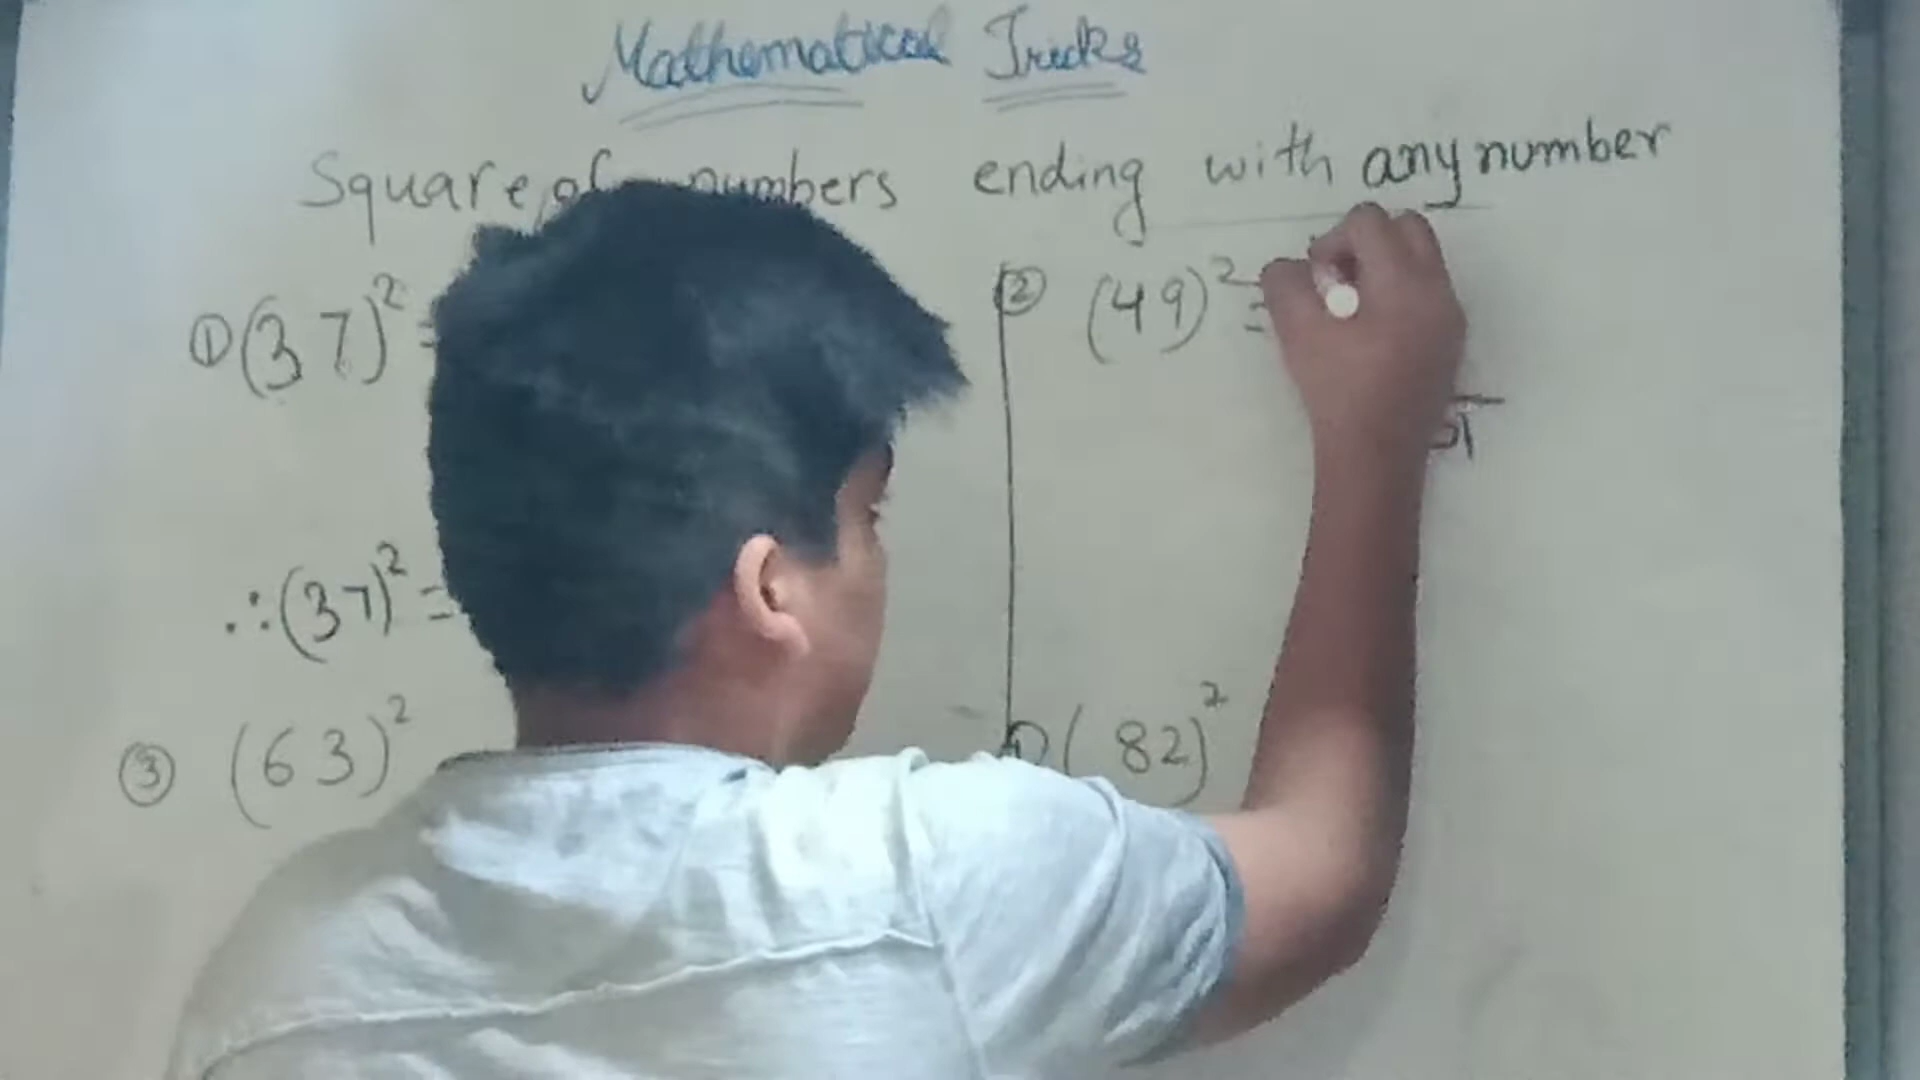 Mathematical Tricks
Square of numbers ending with any number
① (37)² =
② (49)² =
∴ (37)² =
③ (63)²
(82)²